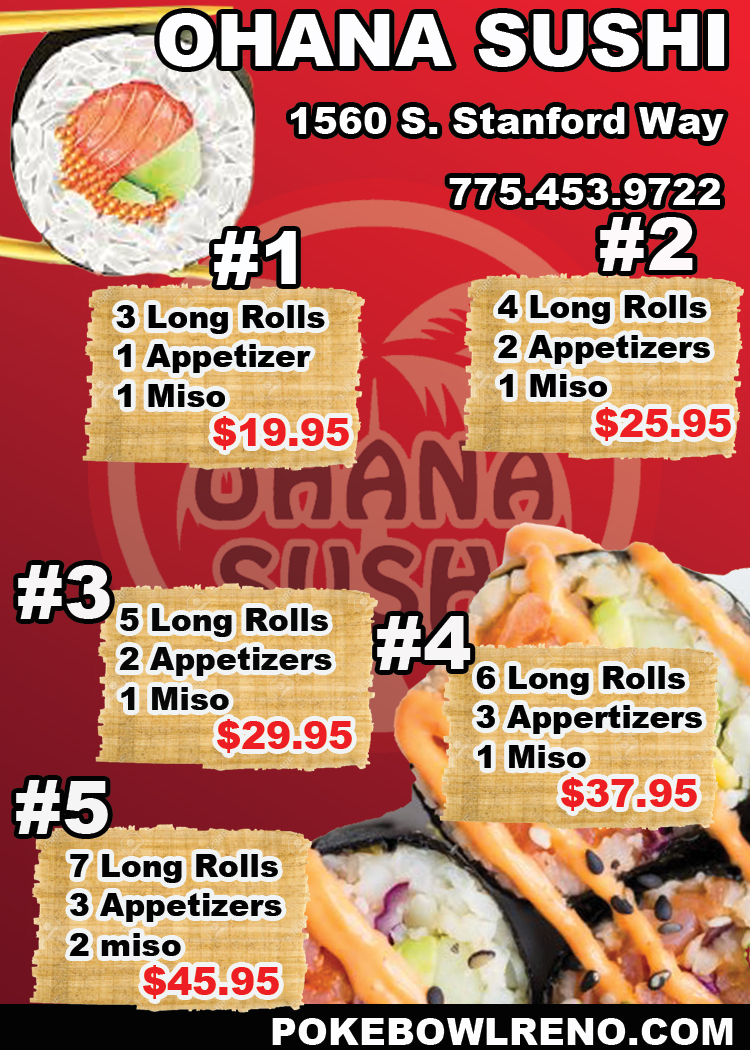 OHANA SUSHI
1560 S. Stanford Way
775.453.9722
#1
3 Long Rolls
1 Appetizer
1 Miso
$19.95
#2
4 Long Rolls
2 Appetizers
1 Miso
$25.95
OHANA
SUSHI
#3
5 Long Rolls
2 Appetizers
1 Miso
$29.95
#4
6 Long Rolls
3 Appertizers
1 Miso
$37.95
#5
7 Long Rolls
3 Appetizers
2 miso
$45.95
POKEBOWLRENO.COM